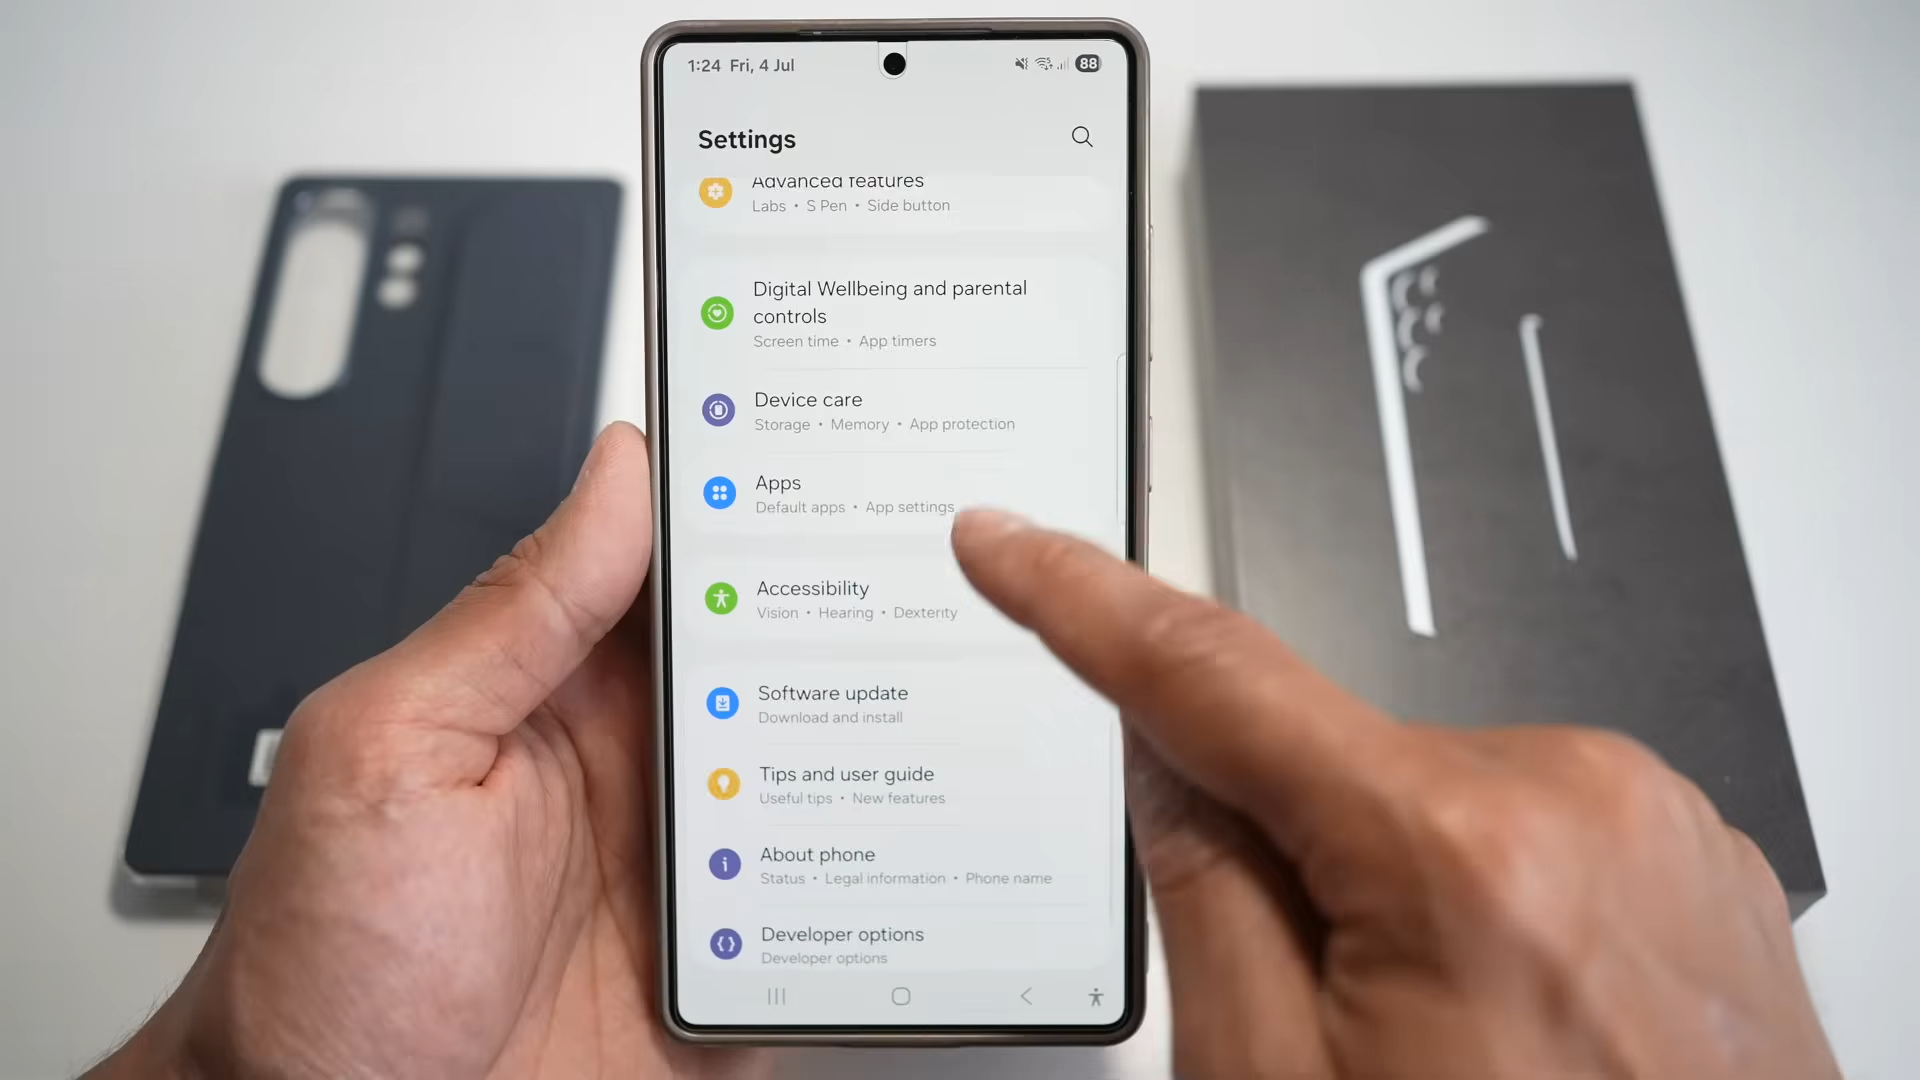 1:24 Fri, 4 Jul
88
Settings
Advanced features
Labs • S Pen • Side button
Digital Wellbeing and parental
controls
Screen time • App timers
Device care
Storage • Memory • App protection
Apps
Default apps • App settings
Accessibility
Vision • Hearing • Dexterity
Software update
Download and install
Tips and user guide
Useful tips • New features
About phone
Status • Legal information • Phone name
Developer options
Developer options